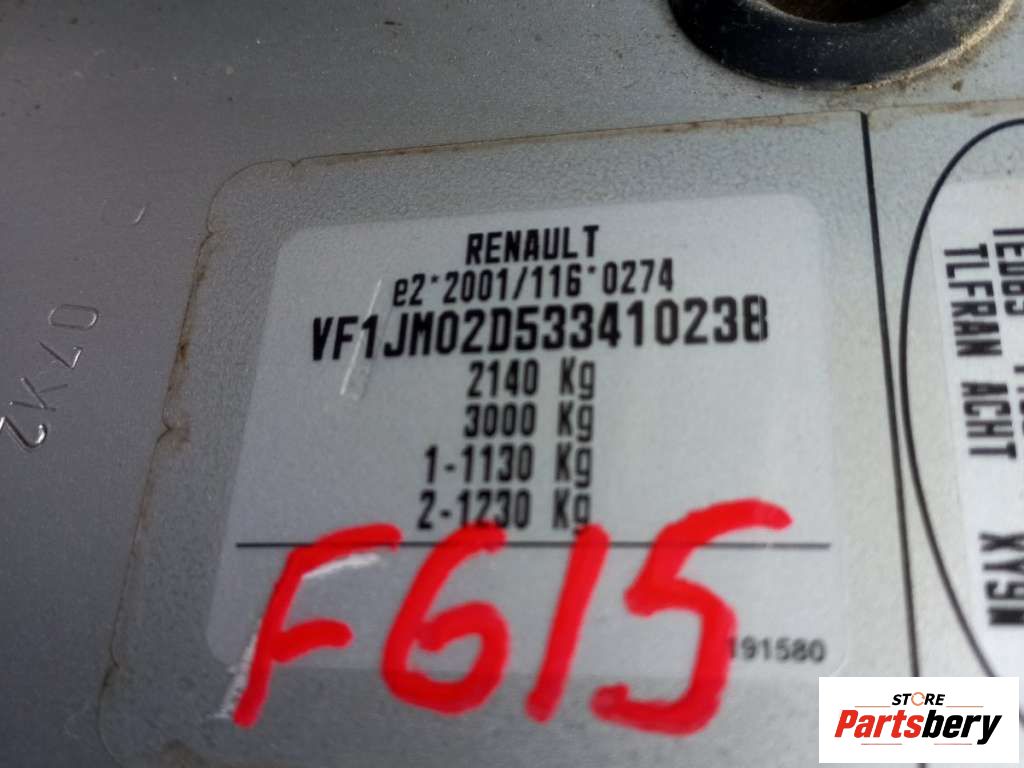 RENAULT
e2*2001/116*0274
VF1JM02D533410238
2140 Kg
3000 Kg
1-1130 Kg
2-1230 Kg
F615
191580
TLFRAN ACHT XY9W
STORE
Partsbery